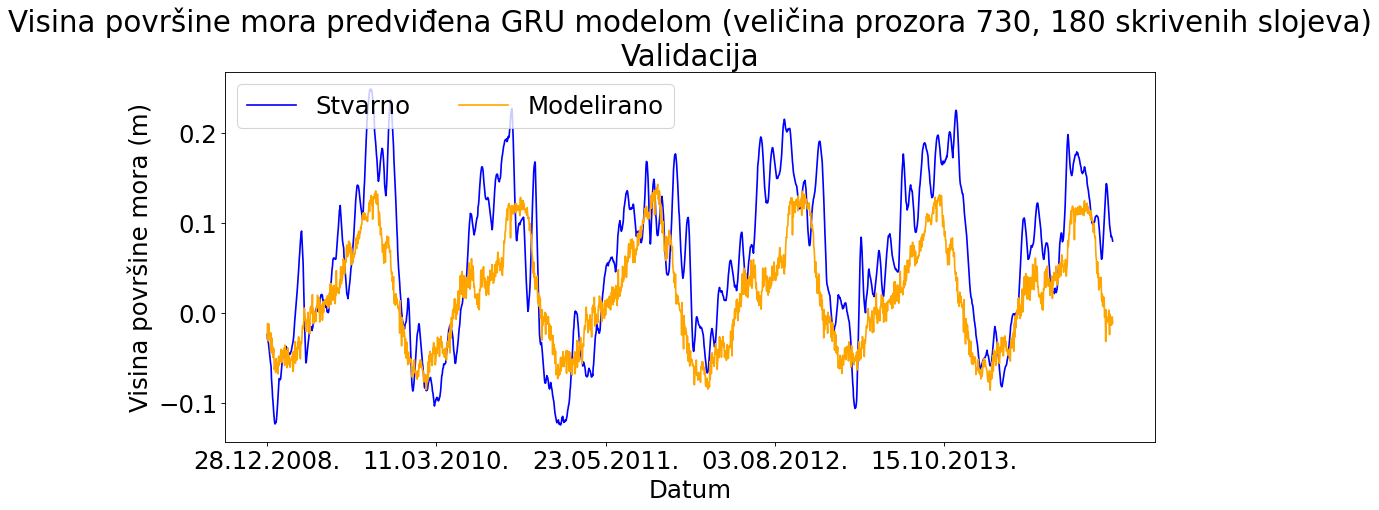 Visina površine mora predviđena GRU modelom (veličina prozora 730, 180 skrivenih slojeva)
Validacija
Stvarno
Modelirano
Visina površine mora (m)
0.2
0.1
0.0
−0.1
28.12.2008.
11.03.2010.
23.05.2011.
03.08.2012.
15.10.2013.
Datum